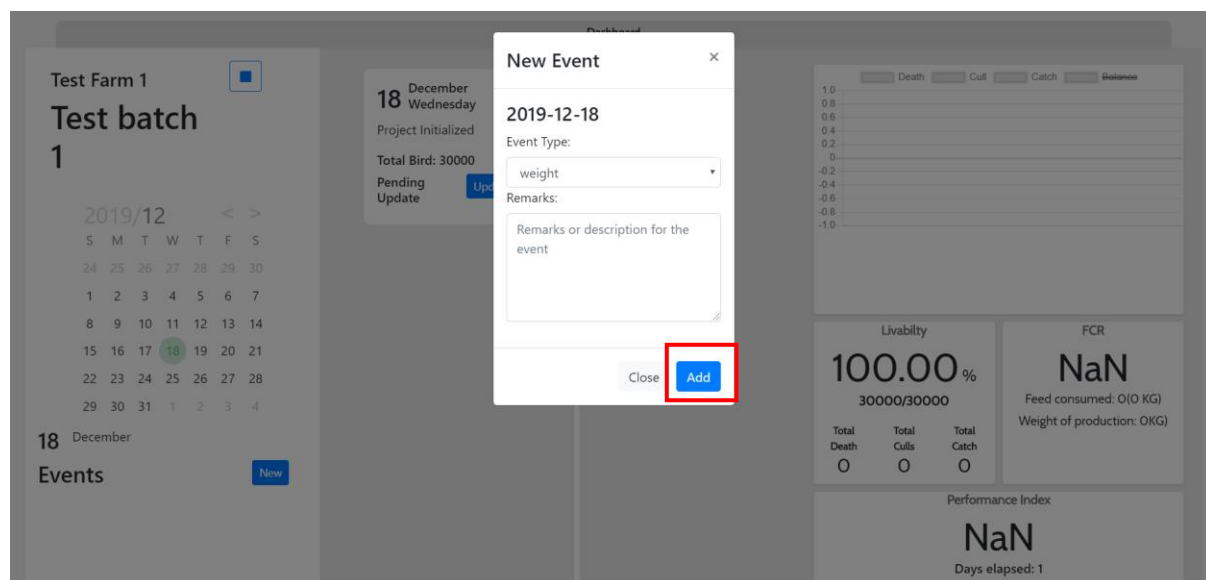 Dashboard
Test Farm 1
Test batch
1
2019/12 < >
S M T W T F S
24 25 26 27 28 29 30
1 2 3 4 5 6 7
8 9 10 11 12 13 14
15 16 17 18 19 20 21
22 23 24 25 26 27 28
29 30 31 1 2 3 4
18 December
Events
New
18 December
Wednesday
Project Initialized
Total Bird: 30000
Pending
Update
Upd
New Event ×
2019-12-18
Event Type:
weight
Remarks:
Remarks or description for the
event
Close Add
Death Cull Catch Balance
1.0
0.8
0.6
0.4
0.2
0
-0.2
-0.4
-0.6
-0.8
-1.0
Livabilty
100.00 %
30000/30000
Total Total Total
Death Culls Catch
0 0 0
FCR
NaN
Feed consumed: 0(0 KG)
Weight of production: 0KG)
Performance Index
NaN
Days elapsed: 1